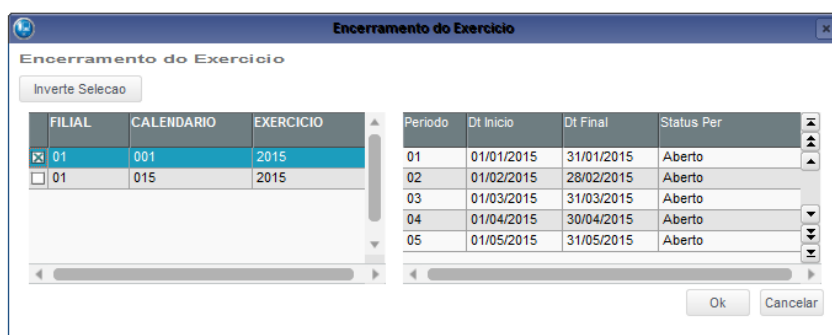 Encerramento do Exercicio
Encerramento do Exercicio
Inverte Selecao
FILIAL CALENDARIO EXERCICIO
01 001 2015
01 015 2015
Periodo Dt Inicio Dt Final Status Per
01 01/01/2015 31/01/2015 Aberto
02 01/02/2015 28/02/2015 Aberto
03 01/03/2015 31/03/2015 Aberto
04 01/04/2015 30/04/2015 Aberto
05 01/05/2015 31/05/2015 Aberto
Ok Cancelar